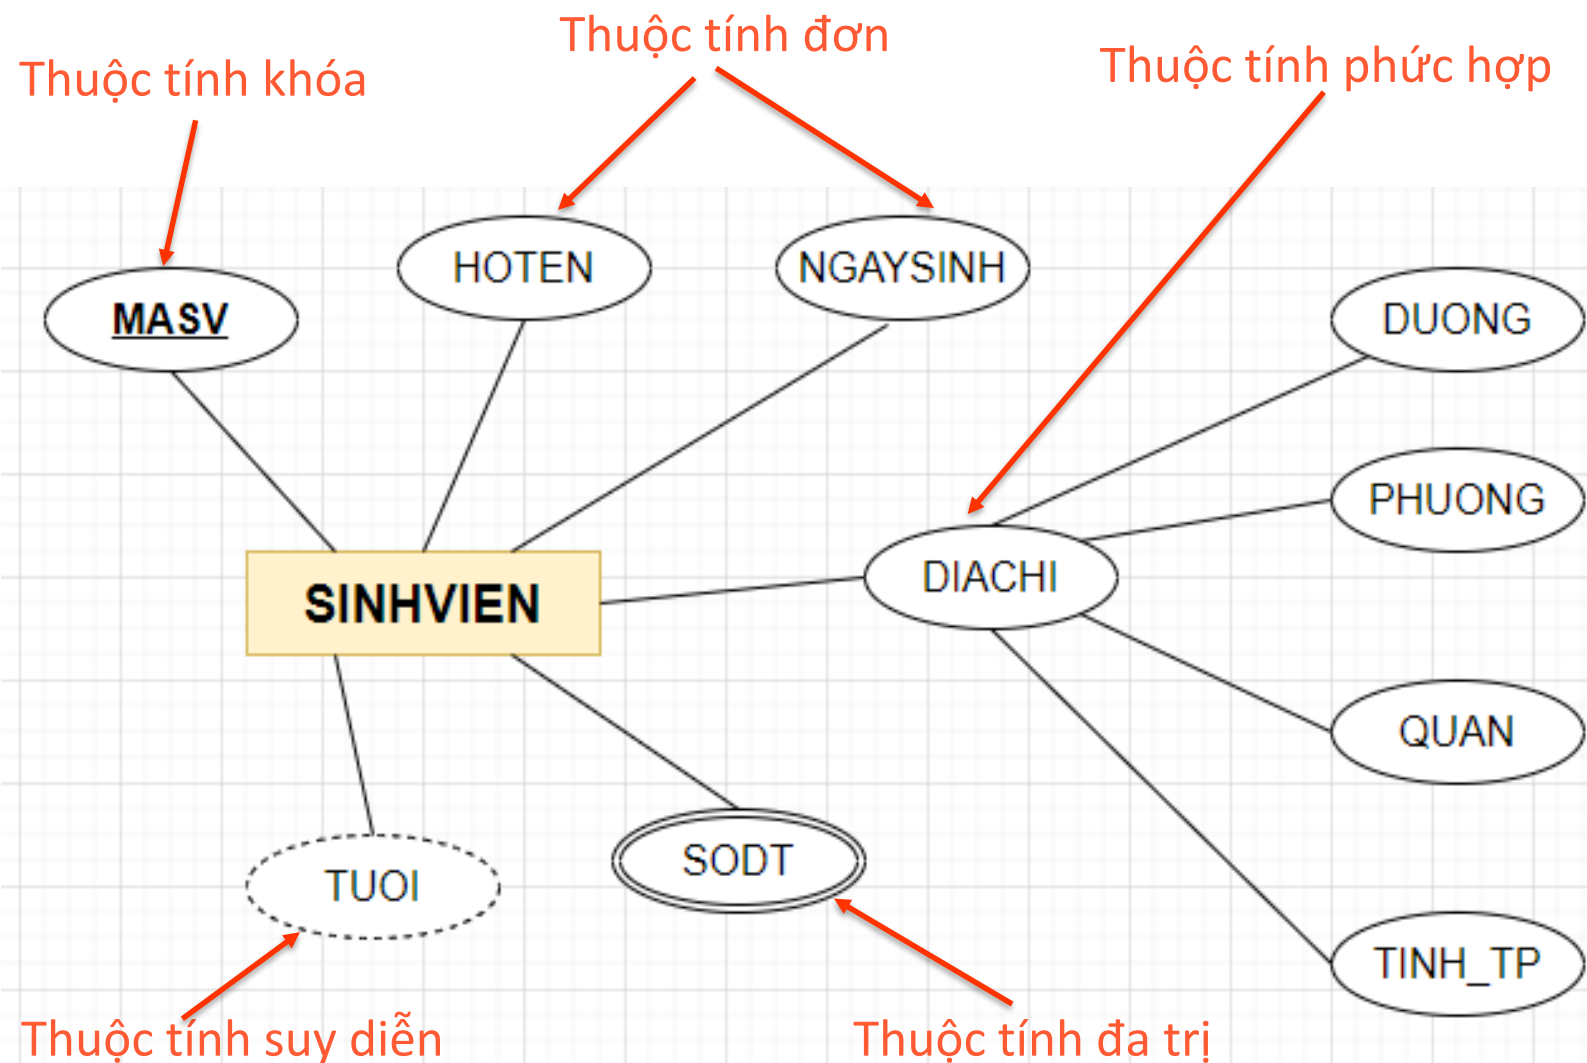 Thuộc tính đơn
Thuộc tính phức hợp
Thuộc tính khóa
HOTEN
NGAYSINH
MASV
DUONG
PHUONG
DIACHI
SINHVIEN
QUAN
SODT
TUOI
TINH_TP
Thuộc tính suy diễn
Thuộc tính đa trị